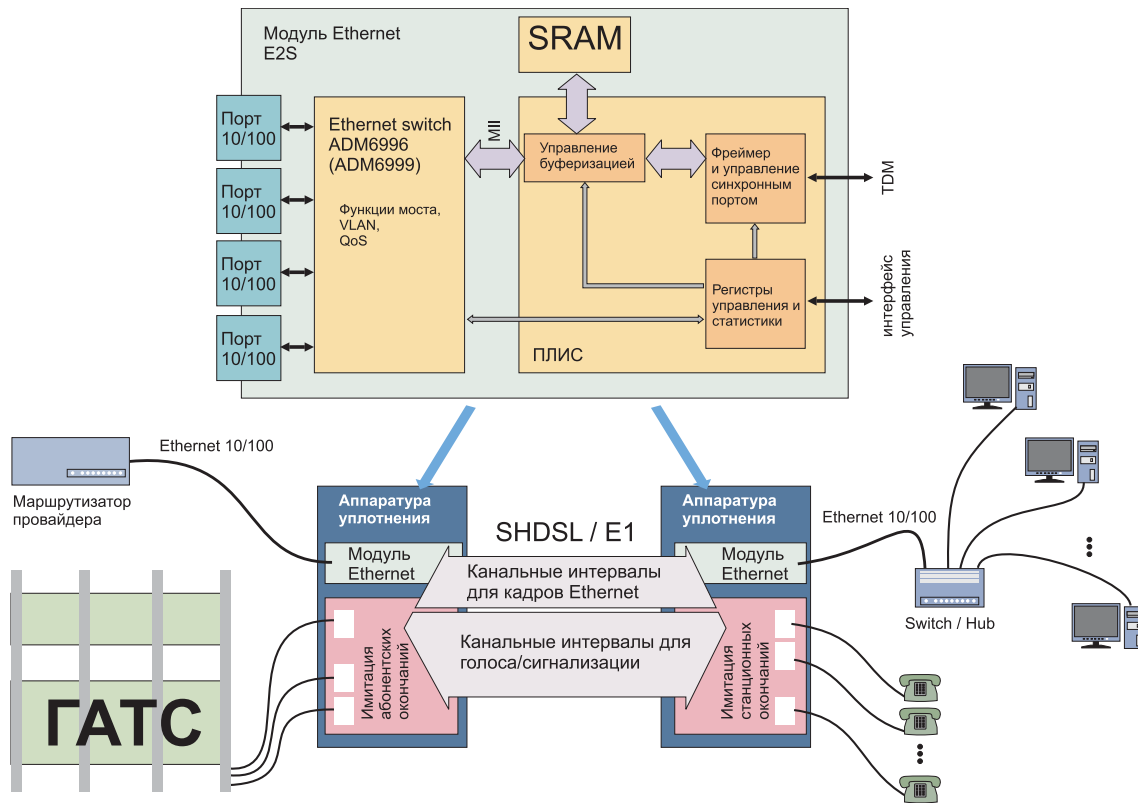 Модуль Ethernet
E2S
SRAM
Порт
10/100
Порт
10/100
Порт
10/100
Порт
10/100
Ethernet switch
ADM6996
(ADM6999)
Функции моста,
VLAN,
QoS
MII
Управление
буферизацией
Фреймер
и управление
синхронным
портом
Регистры
управления и
статистики
ПЛИС
TDM
интерфейс
управления
Ethernet 10/100
Маршрутизатор
провайдера
Аппаратура
уплотнения
Модуль
Ethernet
SHDSL / E1
Канальные интервалы
для кадров Ethernet
Канальные интервалы для
голоса/сигнализации
Имитация
абонентских
окончаний
Аппаратура
уплотнения
Модуль
Ethernet
Имитация
станционных
окончаний
Ethernet 10/100
Switch / Hub
ГАТС